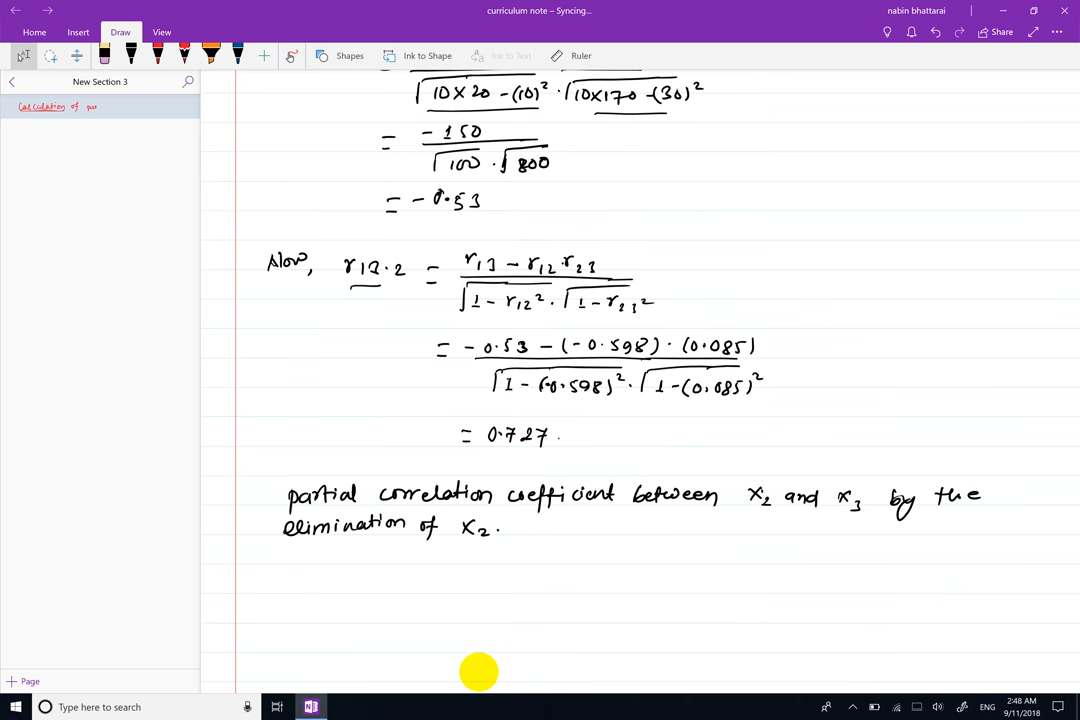 curriculum note - Syncing...
nabin bhattarai
Home Insert Draw View
Share
Shapes Ink to Shape Ink to Text Ruler
New Section 3
Calculation of par
√10×20 -(10)² · √10×170 -(30)²
= -150 / √100 · √800
= -0.53
Now, r13.2 = r13 - r12 · r23 / √1 - r12² · √1 - r23²
= -0.53 - (-0.598) · (0.085) / √1 - (-0.598)² · √1 - (0.085)²
= 0.727.
partial correlation coefficient between x2 and x3 by the
elimination of x2.
+ Page
Type here to search
2:48 AM
9/11/2018